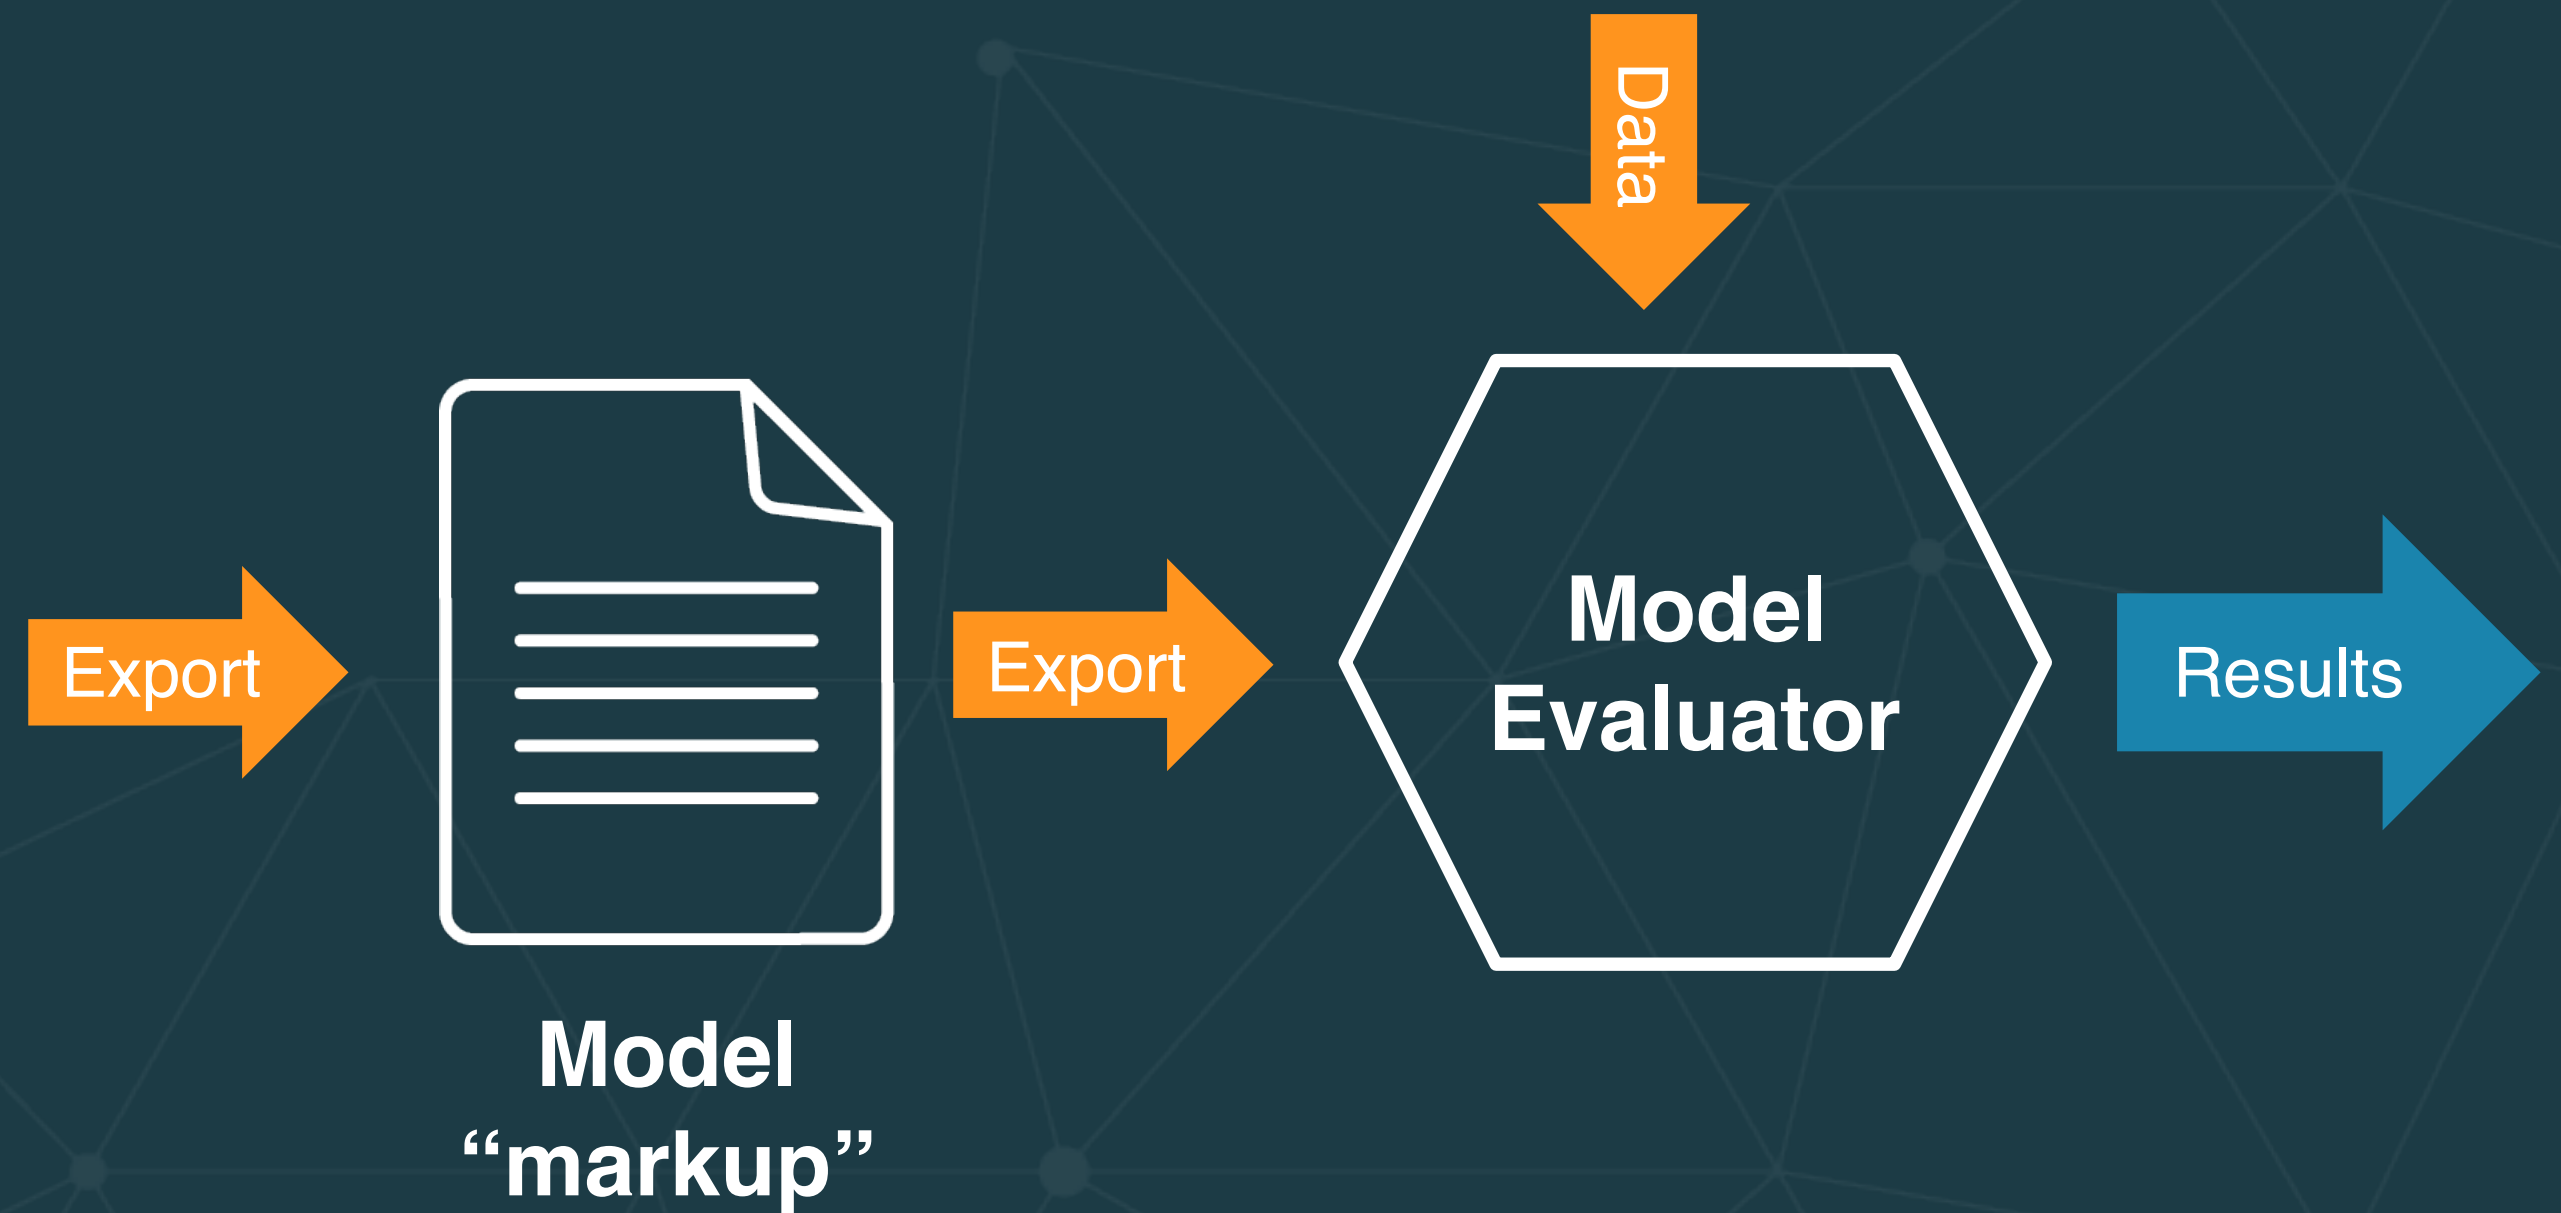 Data
Export
Export
Model
Evaluator
Results
Model
“markup”